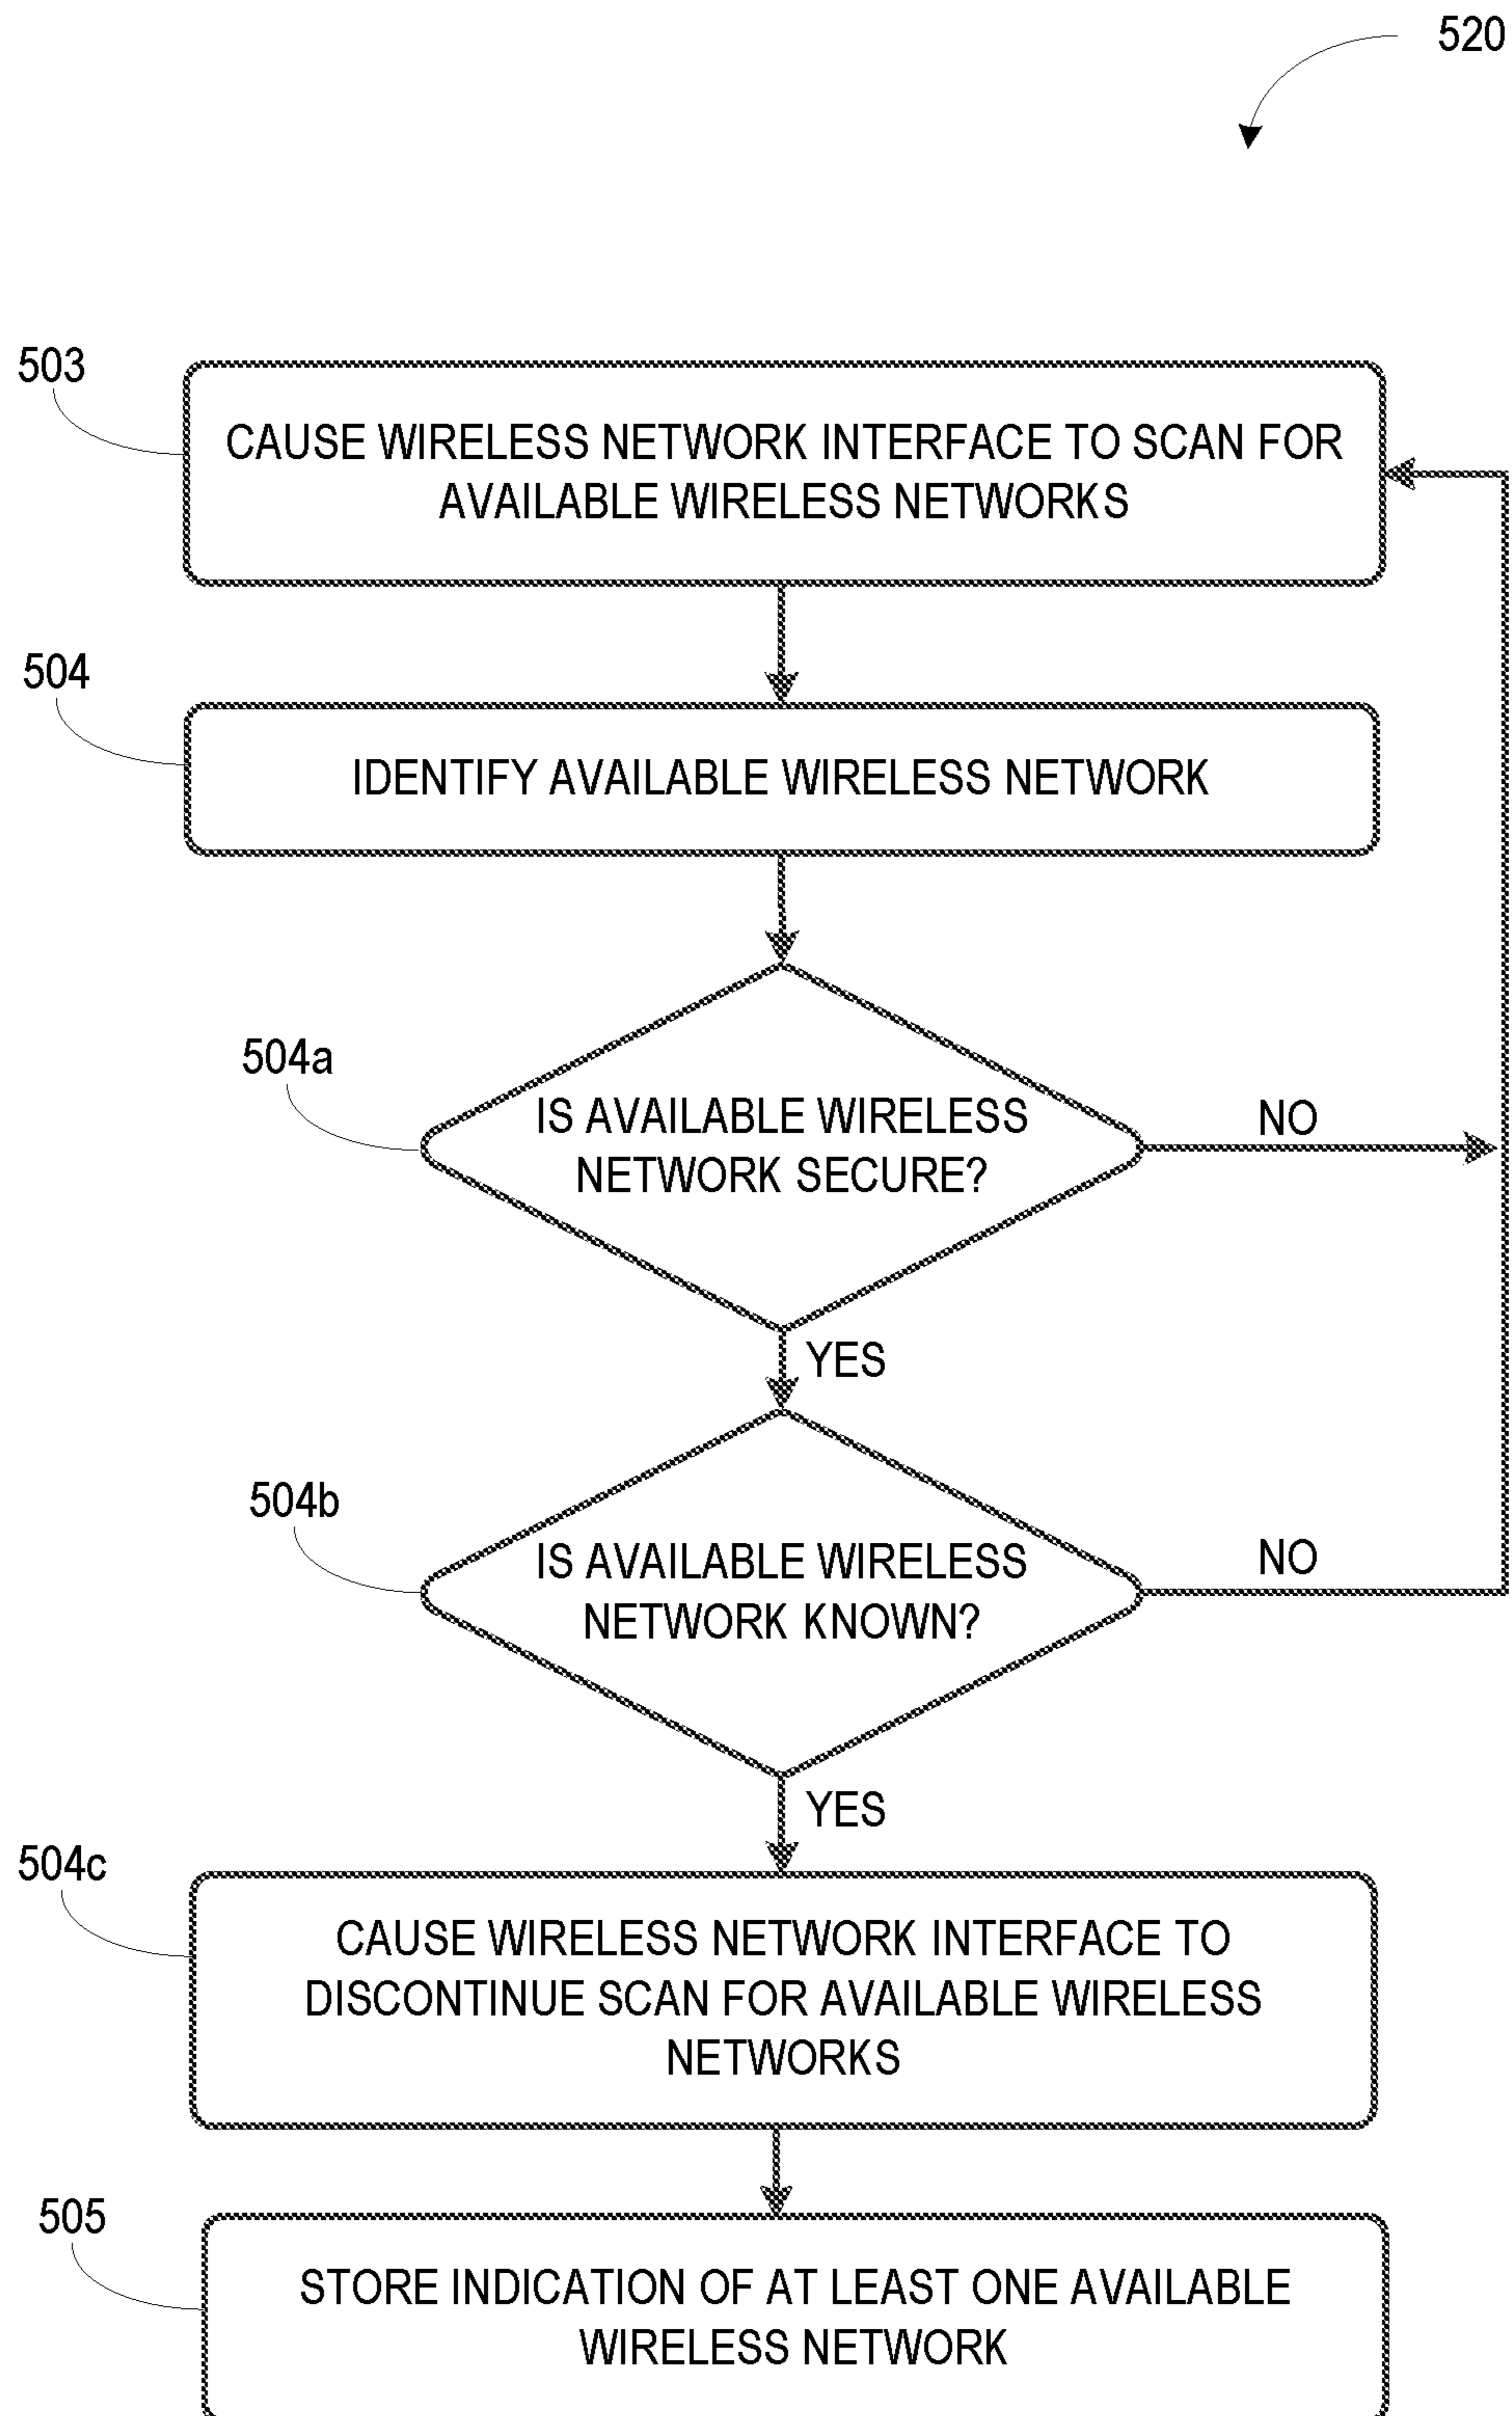 520
503
CAUSE WIRELESS NETWORK INTERFACE TO SCAN FOR
AVAILABLE WIRELESS NETWORKS
504
IDENTIFY AVAILABLE WIRELESS NETWORK
504a
IS AVAILABLE WIRELESS
NETWORK SECURE?
NO
YES
504b
IS AVAILABLE WIRELESS
NETWORK KNOWN?
NO
YES
504c
CAUSE WIRELESS NETWORK INTERFACE TO
DISCONTINUE SCAN FOR AVAILABLE WIRELESS
NETWORKS
505
STORE INDICATION OF AT LEAST ONE AVAILABLE
WIRELESS NETWORK